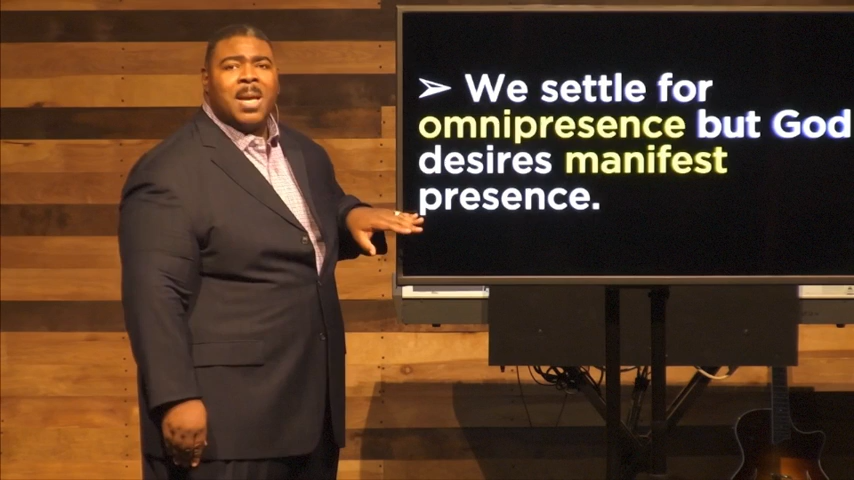 ➢ We settle for
omnipresence but God
desires manifest
presence.